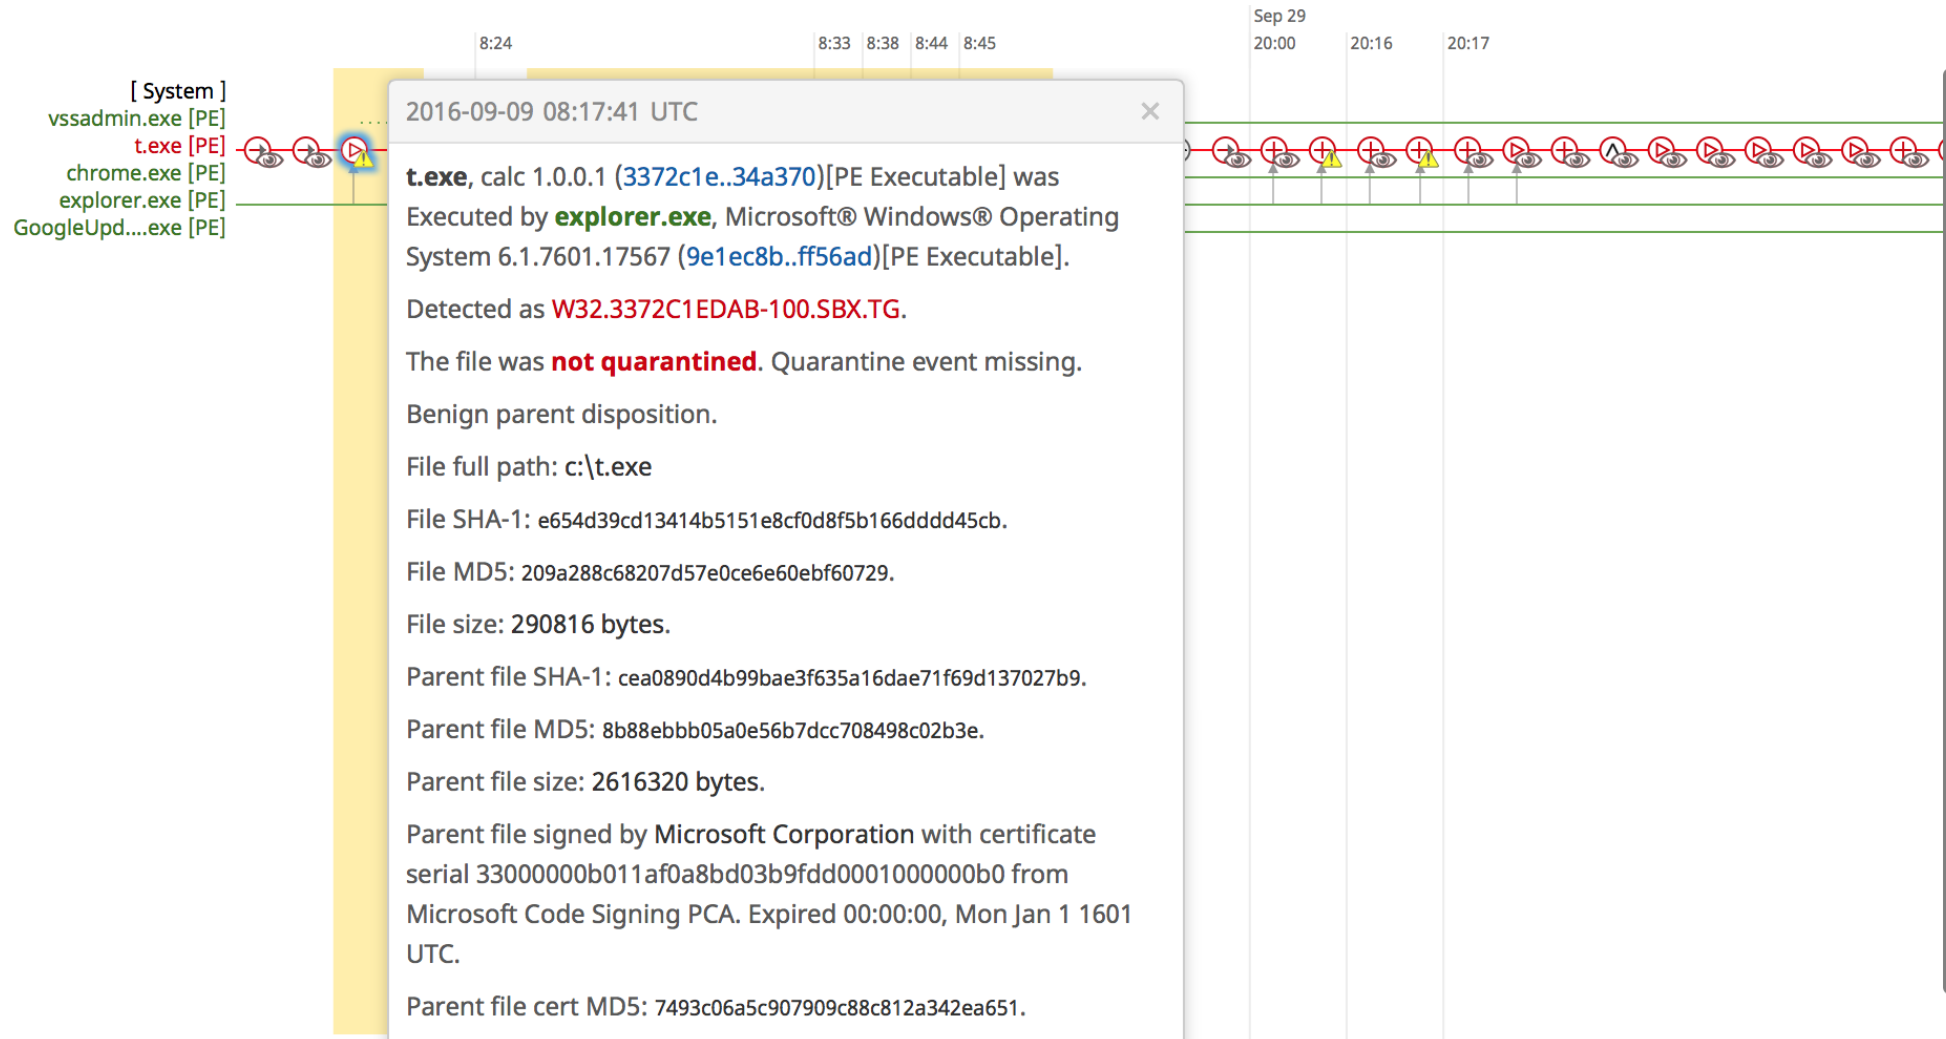 Sep 29
8:24 8:33 8:38 8:44 8:45 20:00 20:16 20:17
[ System ]
vssadmin.exe [PE]
t.exe [PE]
chrome.exe [PE]
explorer.exe [PE]
GoogleUpd....exe [PE]
2016-09-09 08:17:41 UTC
t.exe, calc 1.0.0.1 (3372c1e..34a370)[PE Executable] was
Executed by explorer.exe, Microsoft® Windows® Operating
System 6.1.7601.17567 (9e1ec8b..ff56ad)[PE Executable].
Detected as W32.3372C1EDAB-100.SBX.TG.
The file was not quarantined. Quarantine event missing.
Benign parent disposition.
File full path: c:\t.exe
File SHA-1: e654d39cd13414b5151e8cf0d8f5b166dddd45cb.
File MD5: 209a288c68207d57e0ce6e60ebf60729.
File size: 290816 bytes.
Parent file SHA-1: cea0890d4b99bae3f635a16dae71f69d137027b9.
Parent file MD5: 8b88ebbb05a0e56b7dcc708498c02b3e.
Parent file size: 2616320 bytes.
Parent file signed by Microsoft Corporation with certificate
serial 33000000b011af0a8bd03b9fdd0001000000b0 from
Microsoft Code Signing PCA. Expired 00:00:00, Mon Jan 1 1601
UTC.
Parent file cert MD5: 7493c06a5c907909c88c812a342ea651.